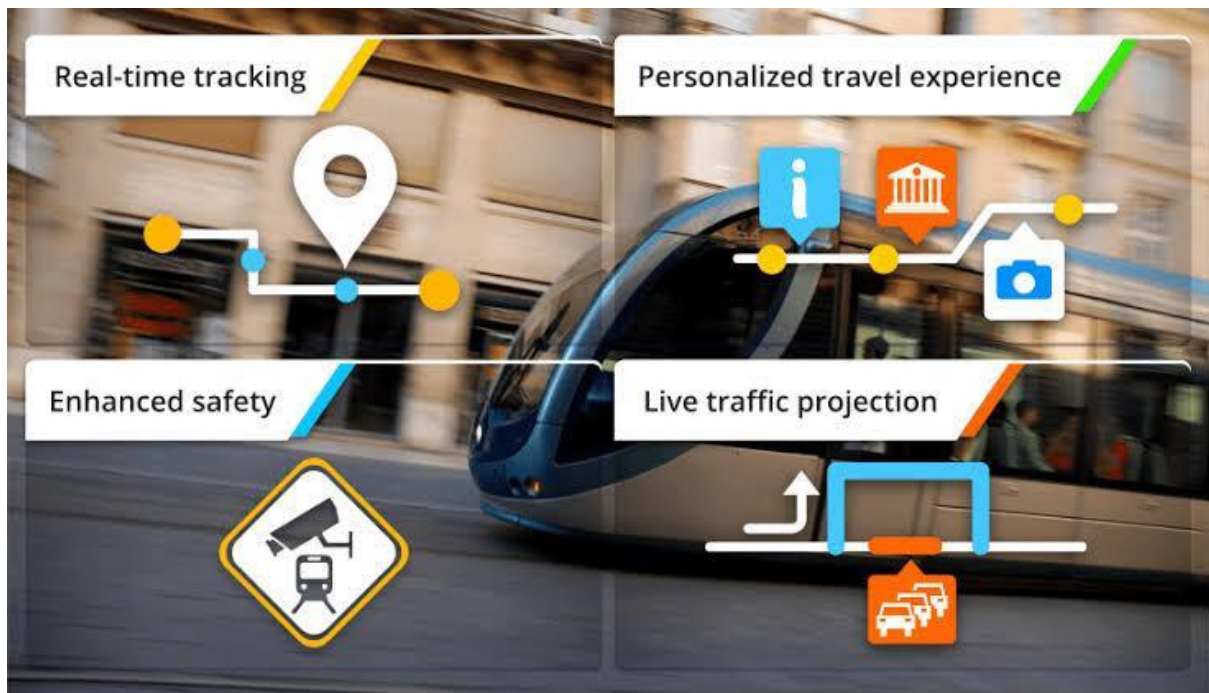 Real-time tracking
Personalized travel experience
Enhanced safety
Live traffic projection